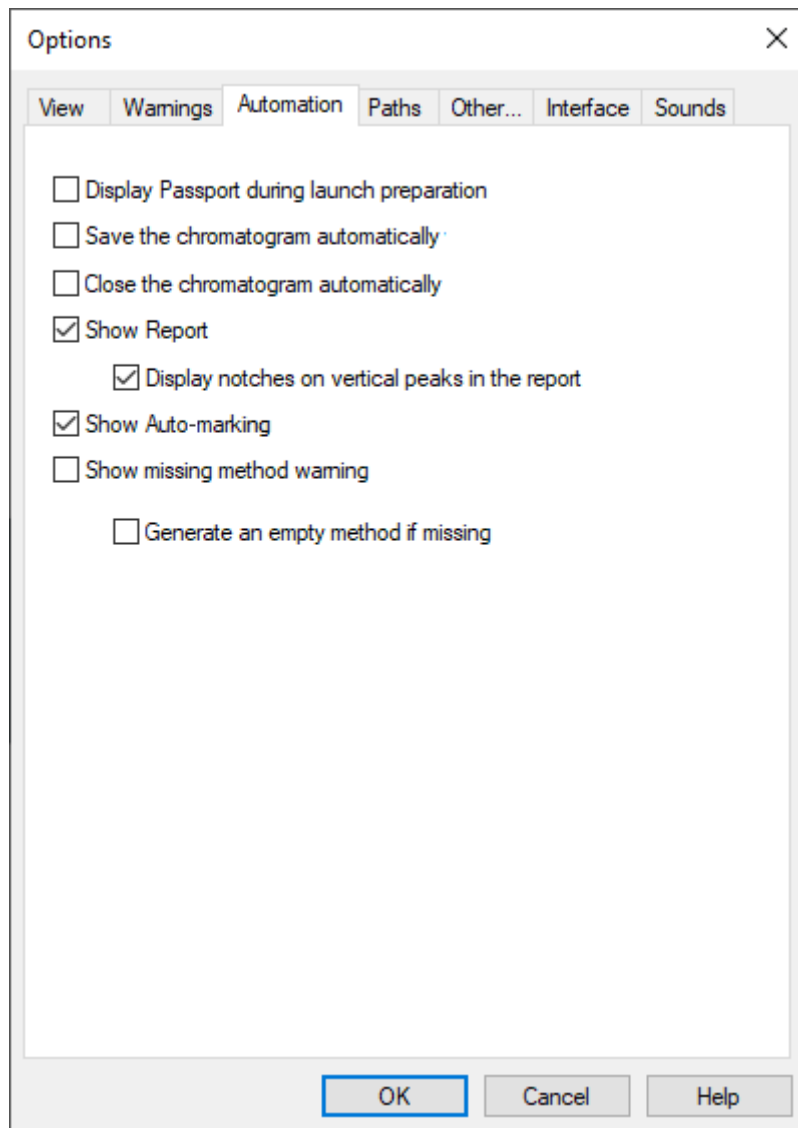 Options
View Warnings Automation Paths Other... Interface Sounds
Display Passport during launch preparation
Save the chromatogram automatically
Close the chromatogram automatically
Show Report
Display notches on vertical peaks in the report
Show Auto-marking
Show missing method warning
Generate an empty method if missing
OK Cancel Help